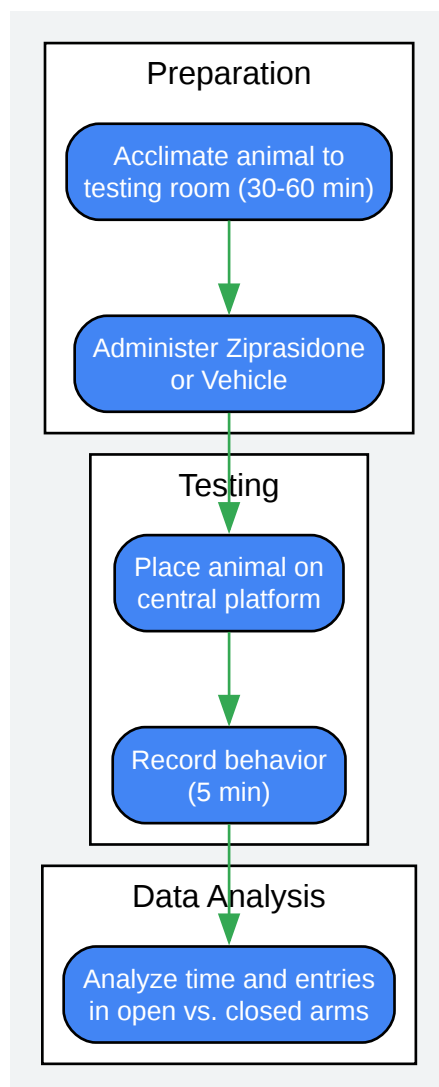 Preparation
Acclimate animal to
testing room (30-60 min)
Administer Ziprasidone
or Vehicle
Testing
Place animal on
central platform
Record behavior
(5 min)
Data Analysis
Analyze time and entries
in open vs. closed arms